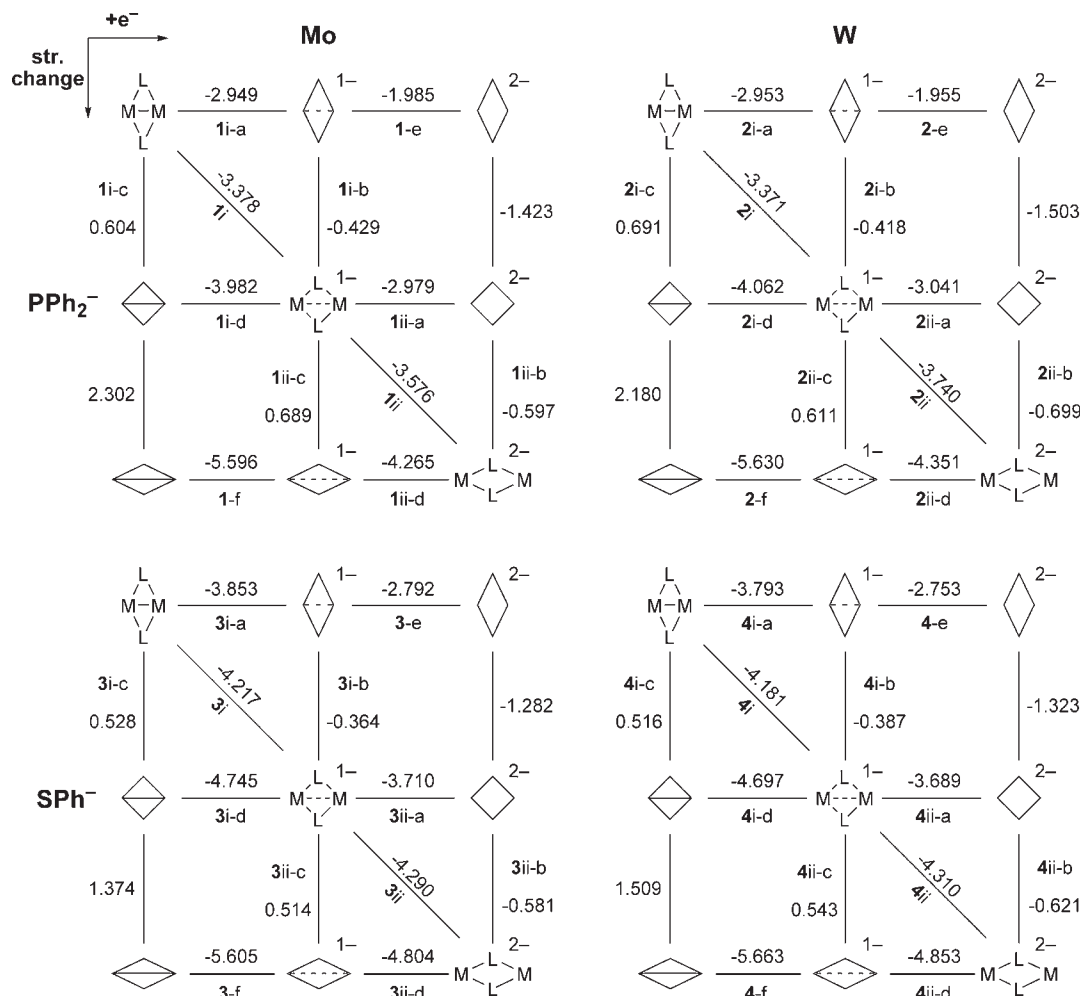 +e⁻
Mo
W
str.
change
L
M M
L
-2.949
1i-a
1–
-1.985
1-e
2–
L
M M
L
-2.953
2i-a
1–
-1.955
2-e
2–
1i-c
0.604
-3.378
1i
1i-b
-0.429
-1.423
2i-c
0.691
-3.371
2i
2i-b
-0.418
-1.503
PPh₂⁻
-3.982
1i-d
L 1–
M M
L
-2.979
1ii-a
2–
-4.062
2i-d
L 1–
M M
L
-3.041
2ii-a
2–
2.302
1ii-c
0.689
-3.576
1ii
1ii-b
-0.597
2.180
2ii-c
0.611
-3.740
2ii
2ii-b
-0.699
-5.596
1-f
1–
-4.265
1ii-d
2–
L
M M
L
-5.630
2-f
1–
-4.351
2ii-d
2–
L
M M
L
L
M M
L
-3.853
3i-a
1–
-2.792
3-e
2–
L
M M
L
-3.793
4i-a
1–
-2.753
4-e
2–
3i-c
0.528
-4.217
3i
3i-b
-0.364
-1.282
4i-c
0.516
-4.181
4i
4i-b
-0.387
-1.323
SPh⁻
-4.745
3i-d
L 1–
M M
L
-3.710
3ii-a
2–
-4.697
4i-d
L 1–
M M
L
-3.689
4ii-a
2–
1.374
3ii-c
0.514
-4.290
3ii
3ii-b
-0.581
1.509
4ii-c
0.543
-4.310
4ii
4ii-b
-0.621
-5.605
3-f
1–
-4.804
3ii-d
2–
L
M M
L
-5.663
4-f
1–
-4.853
4ii-d
2–
L
M M
L